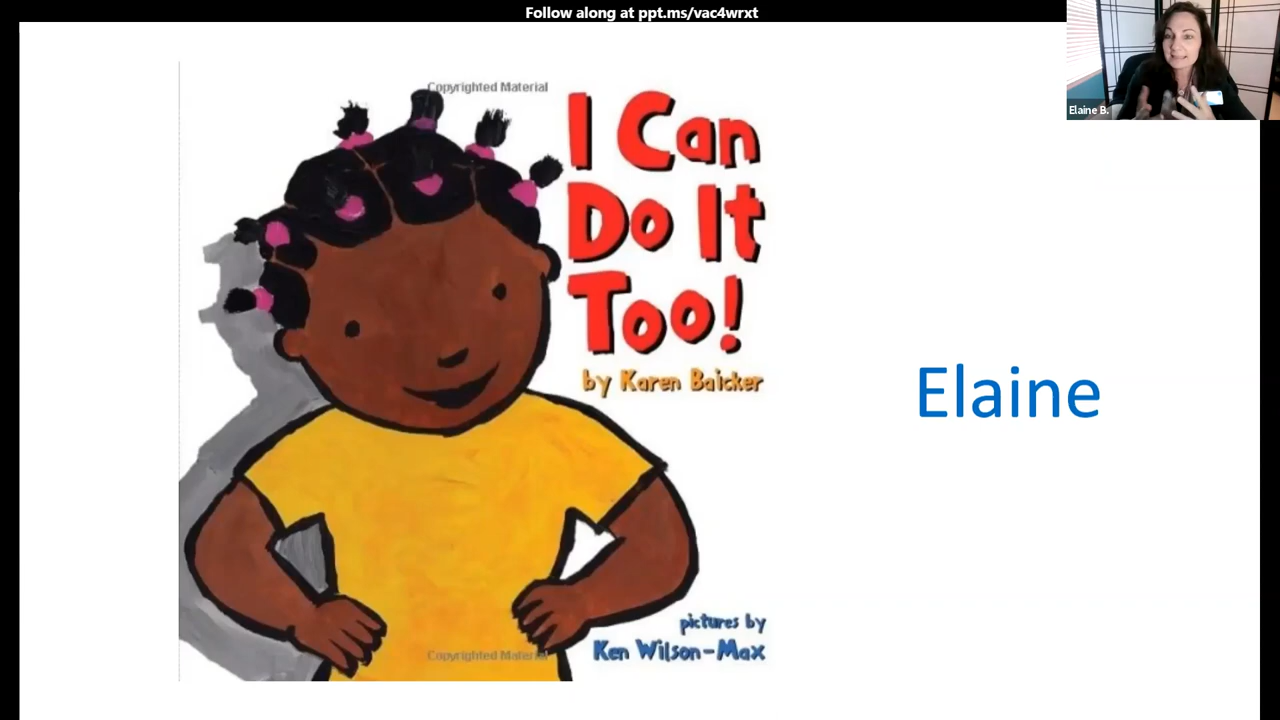 Follow along at ppt.ms/vac4wrxt
Elaine B.
Copyrighted Material
I Can
Do It
Too!
by Karen Baicker
Elaine
pictures by
Ken Wilson-Max
Copyrighted Material